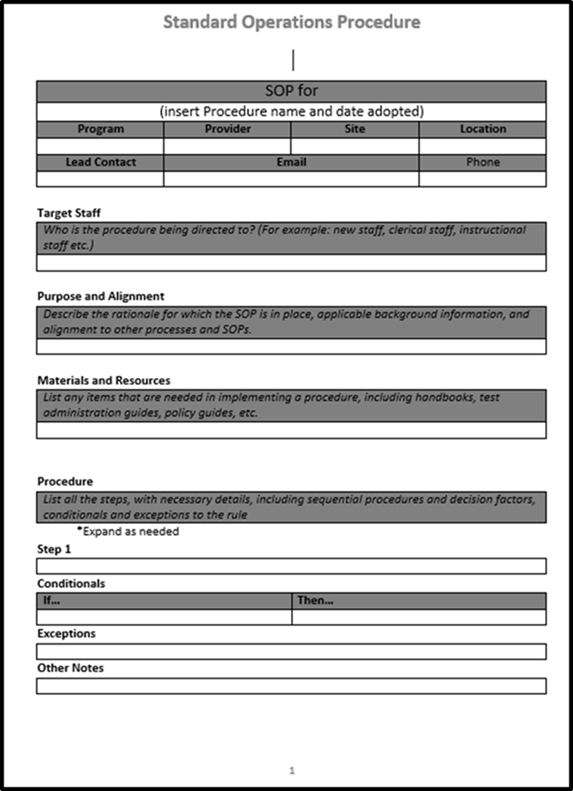 Standard Operations Procedure
SOP for
(insert Procedure name and date adopted)
Program Provider Site Location
Lead Contact Email Phone
Target Staff
Who is the procedure being directed to? (For example: new staff, clerical staff, instructional
staff etc.)
Purpose and Alignment
Describe the rationale for which the SOP is in place, applicable background information, and
alignment to other processes and SOPs.
Materials and Resources
List any items that are needed in implementing a procedure, including handbooks, test
administration guides, policy guides, etc.
Procedure
List all the steps, with necessary details, including sequential procedures and decision factors,
conditionals and exceptions to the rule
*Expand as needed
Step 1
Conditionals
If... Then...
Exceptions
Other Notes
1